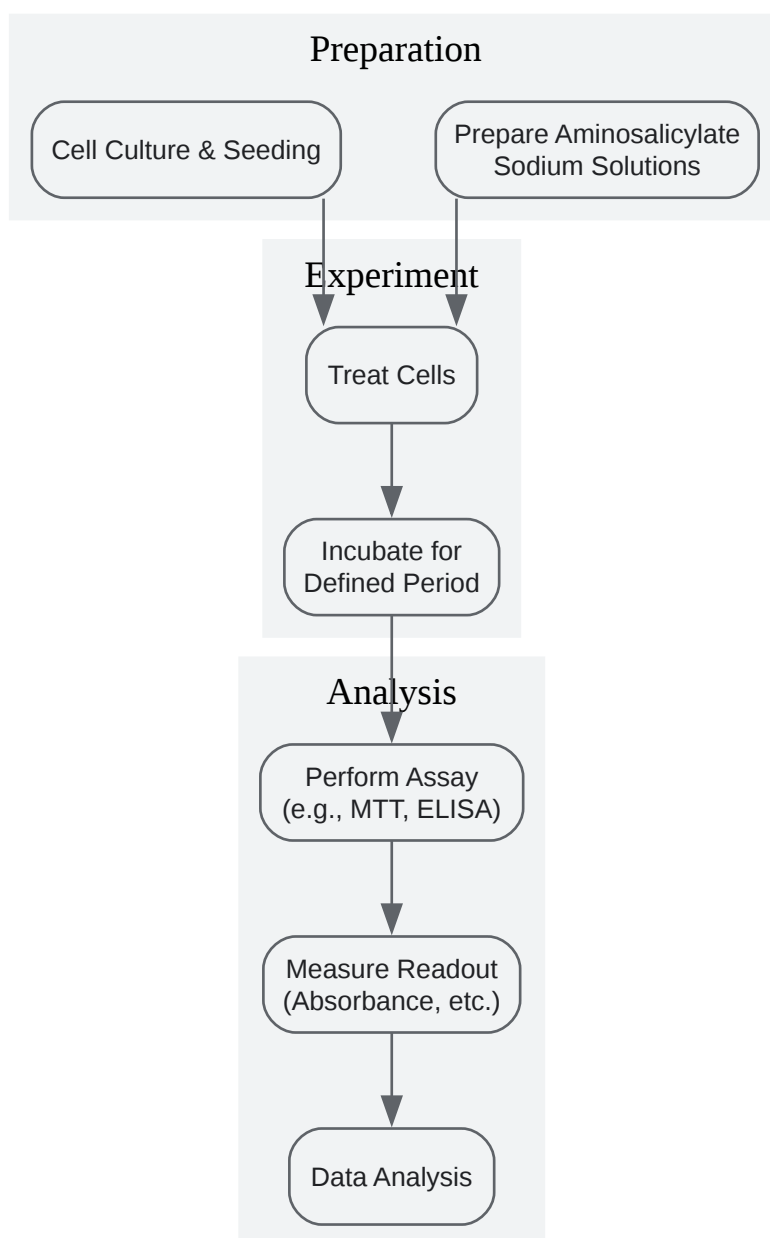 Preparation
Cell Culture & Seeding
Prepare Aminosalicylate
Sodium Solutions
Experiment
Treat Cells
Incubate for
Defined Period
Analysis
Perform Assay
(e.g., MTT, ELISA)
Measure Readout
(Absorbance, etc.)
Data Analysis